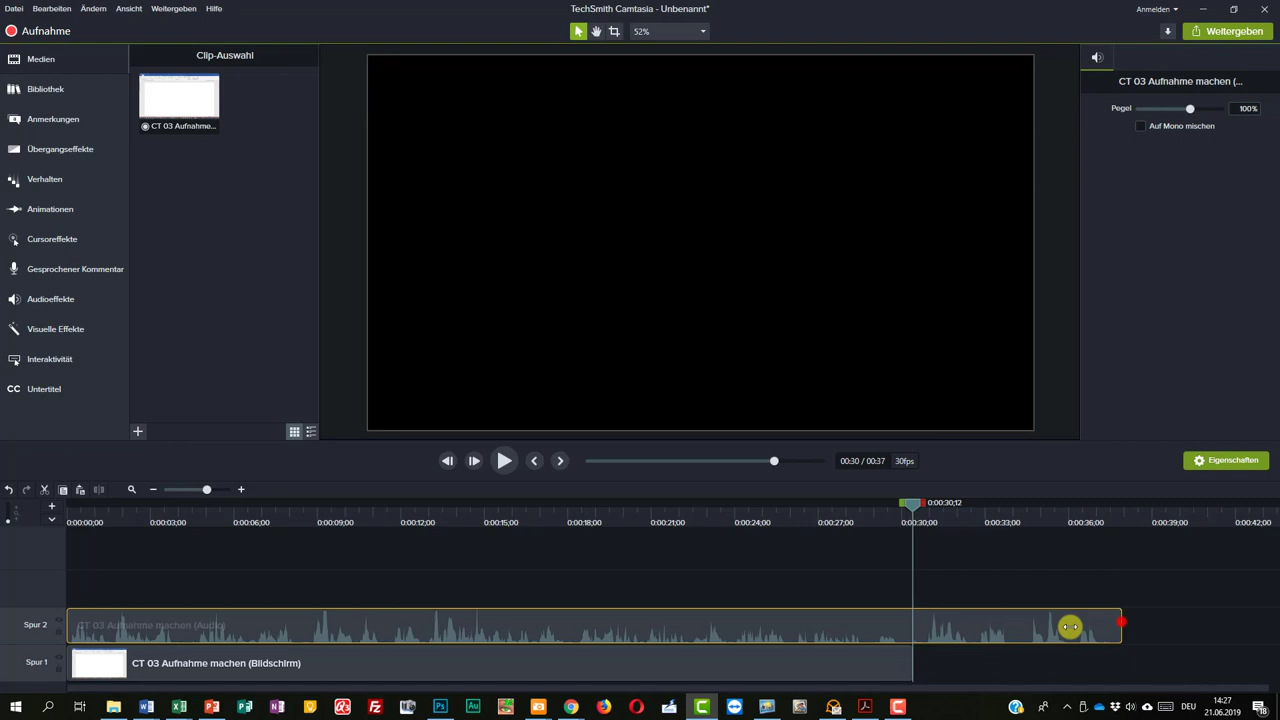 Datei Bearbeiten Ändern Ansicht Weitergeben Hilfe
TechSmith Camtasia - Unbenannt*
Anmelden
Aufnahme
52%
Weitergeben
Medien
Bibliothek
Anmerkungen
Übergangseffekte
Verhalten
Animationen
Cursoreffekte
Gesprochener Kommentar
Audioeffekte
Visuelle Effekte
Interaktivität
CC Untertitel
Clip-Auswahl
CT 03 Aufnahme...
CT 03 Aufnahme machen (...
Pegel 100%
Auf Mono mischen
00:30 / 00:37 30fps
Eigenschaften
0:00:30;12
0:00:00;00 0:00:03;00 0:00:06;00 0:00:09;00 0:00:12;00 0:00:15;00 0:00:18;00 0:00:21;00 0:00:24;00 0:00:27;00 0:00:30;00 0:00:33;00 0:00:36;00 0:00:39;00 0:00:42;00
Spur 2
CT 03 Aufnahme machen (Audio)
Spur 1
CT 03 Aufnahme machen (Bildschirm)
DEU
14:27
21.06.2019